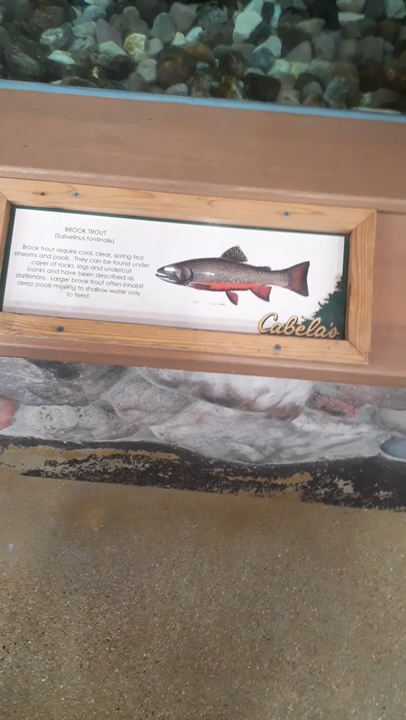 BROOK TROUT
(Salvelinus fontinalis)
Brook trout require cool, clear, spring-fed
streams and pools. They can be found under
cover of rocks, logs and undercut
banks and have been described as
stationary. Larger brook trout often inhabit
deep pools moving to shallow water only
to feed.
Cabela's